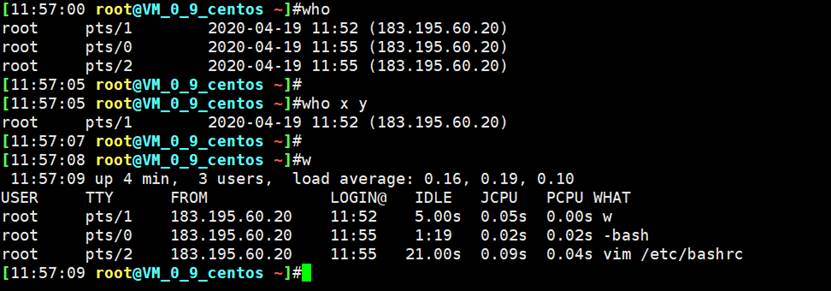 [11:57:00 root@VM_0_9_centos ~]#who
root     pts/1        2020-04-19 11:52 (183.195.60.20)
root     pts/0        2020-04-19 11:55 (183.195.60.20)
root     pts/2        2020-04-19 11:55 (183.195.60.20)
[11:57:05 root@VM_0_9_centos ~]#
[11:57:05 root@VM_0_9_centos ~]#who x y
root     pts/1        2020-04-19 11:52 (183.195.60.20)
[11:57:07 root@VM_0_9_centos ~]#
[11:57:08 root@VM_0_9_centos ~]#w
 11:57:09 up 4 min,  3 users,  load average: 0.16, 0.19, 0.10
USER     TTY      FROM             LOGIN@   IDLE   JCPU   PCPU WHAT
root     pts/1    183.195.60.20    11:52    5.00s  0.05s  0.00s w
root     pts/0    183.195.60.20    11:55    1:19   0.02s  0.02s -bash
root     pts/2    183.195.60.20    11:55   21.00s  0.09s  0.04s vim /etc/bashrc
[11:57:09 root@VM_0_9_centos ~]#